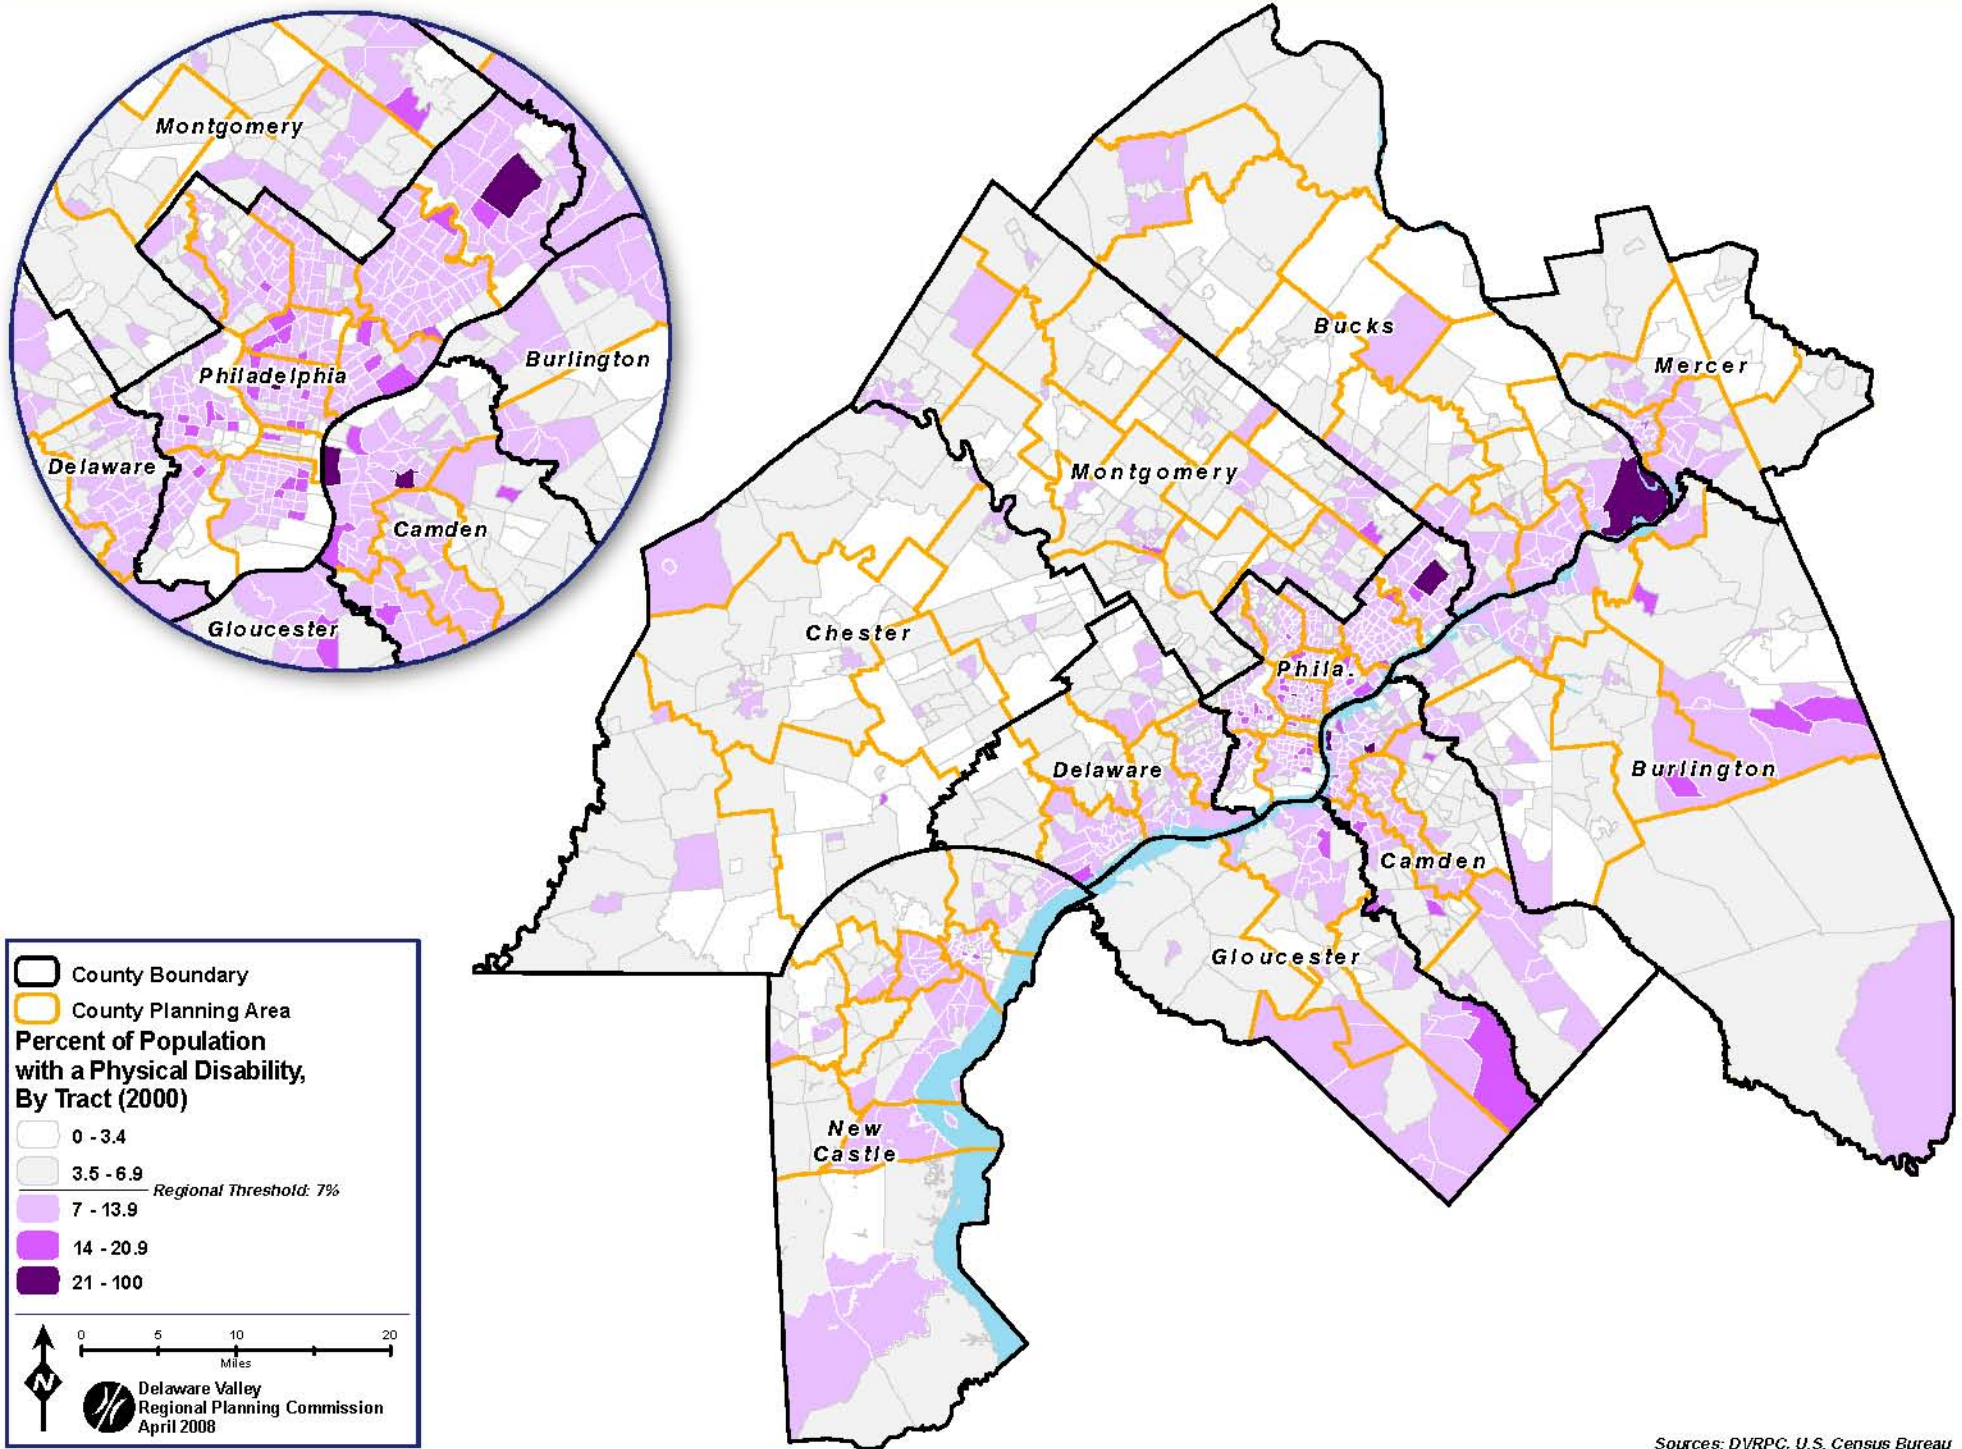 Montgomery
Burlington
Philadelphia
Delaware
Camden
Gloucester
Bucks
Mercer
Montgomery
Chester
Phila.
Delaware
Burlington
Camden
Gloucester
New
Castle
County Boundary
County Planning Area
Percent of Population
with a Physical Disability,
By Tract (2000)
0 - 3.4
3.5 - 6.9
Regional Threshold: 7%
7 - 13.9
14 - 20.9
21 - 100
0 5 10 20
Miles
N
Delaware Valley
Regional Planning Commission
April 2008
Sources: DVRPC, U.S. Census Bureau